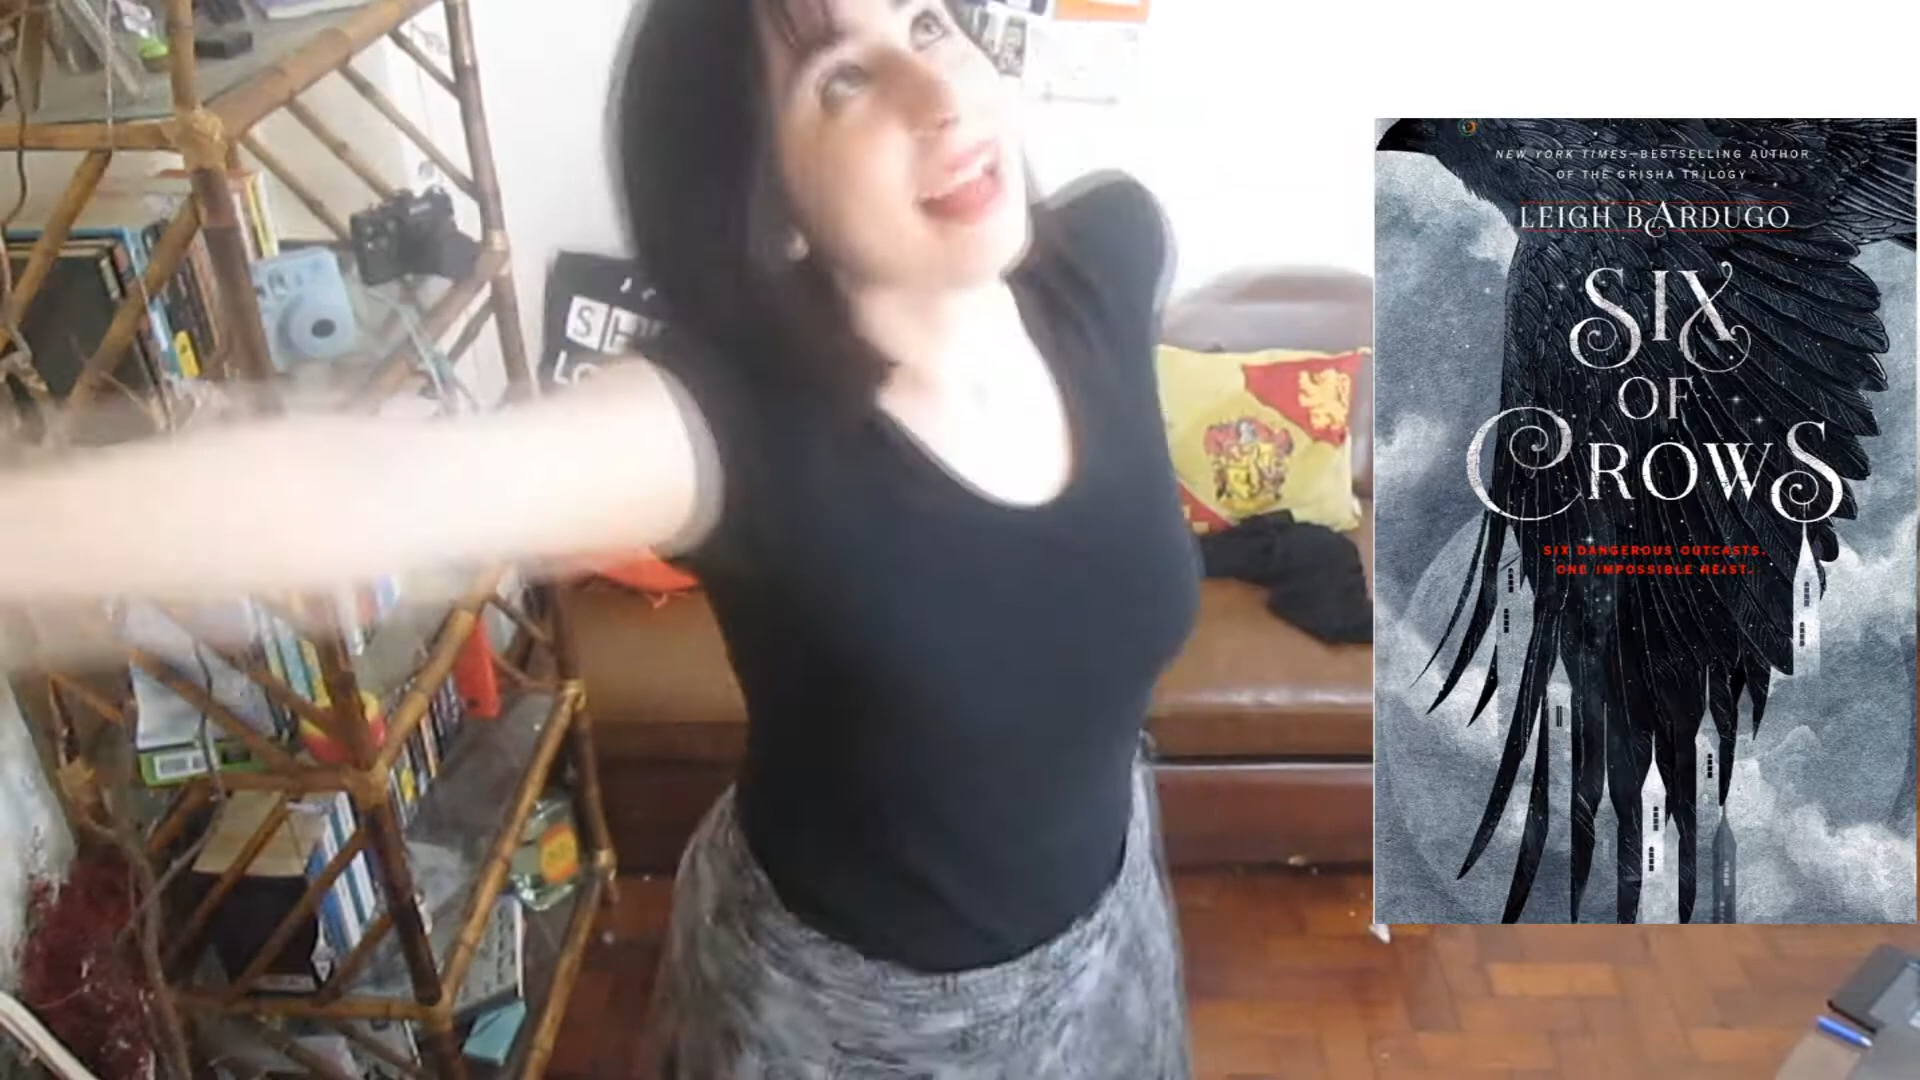 NEW YORK TIMES–BESTSELLING AUTHOR
OF THE GRISHA TRILOGY
LEIGH BARDUGO
SIX
OF
CROWS
SIX DANGEROUS OUTCASTS.
ONE IMPOSSIBLE HEIST.